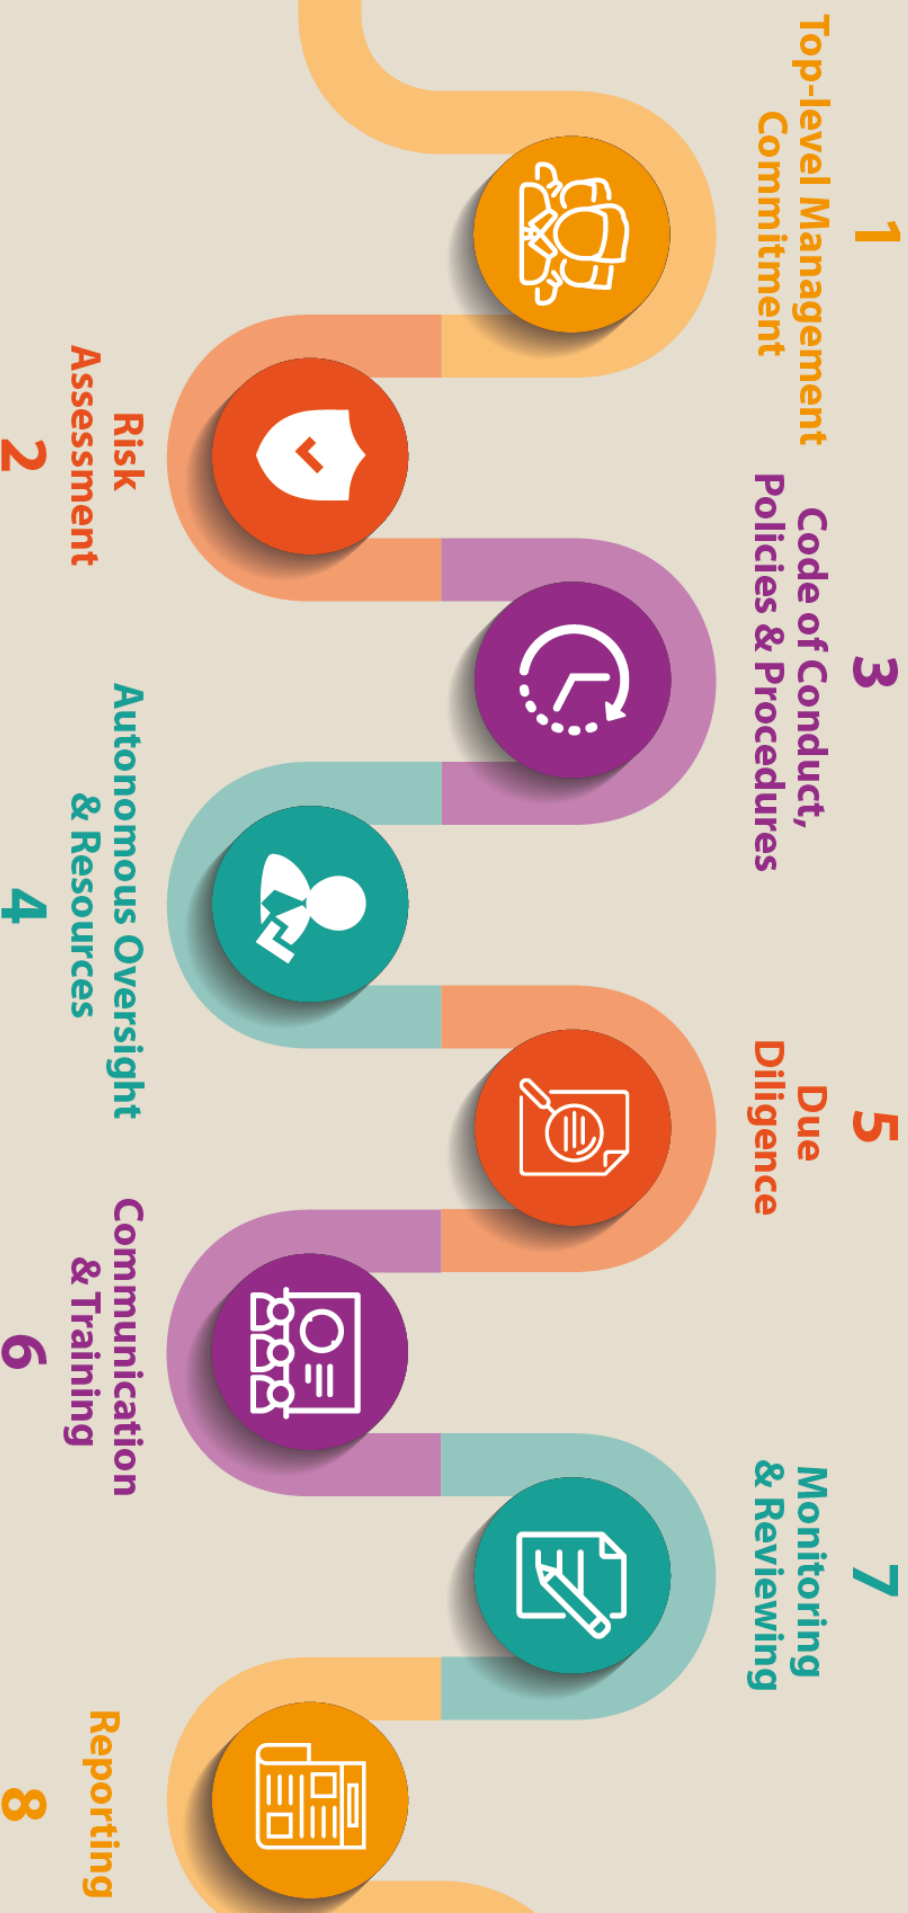 1
Top-level Management
Commitment
Risk
Assessment
2
3
Code of Conduct,
Policies & Procedures
Autonomous Oversight
& Resources
4
5
Due
Diligence
Communication
& Training
6
7
Monitoring
& Reviewing
Reporting
8